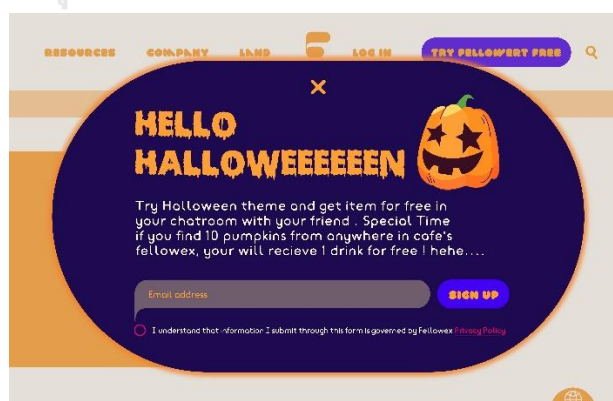 RESOURCES COMPANY LAND LOG IN TRY FELLOWERT FREE
HELLO
HALLOWEEEEEEN
Try Halloween theme and get item for free in
your chatroom with your friend . Special Time
if you find 10 pumpkins from anywhere in cafe's
fellowex, your will recieve 1 drink for free ! hehe....
Email address
SIGN UP
I understand that information I submit through this form is governed by Fellowex Privacy Policy